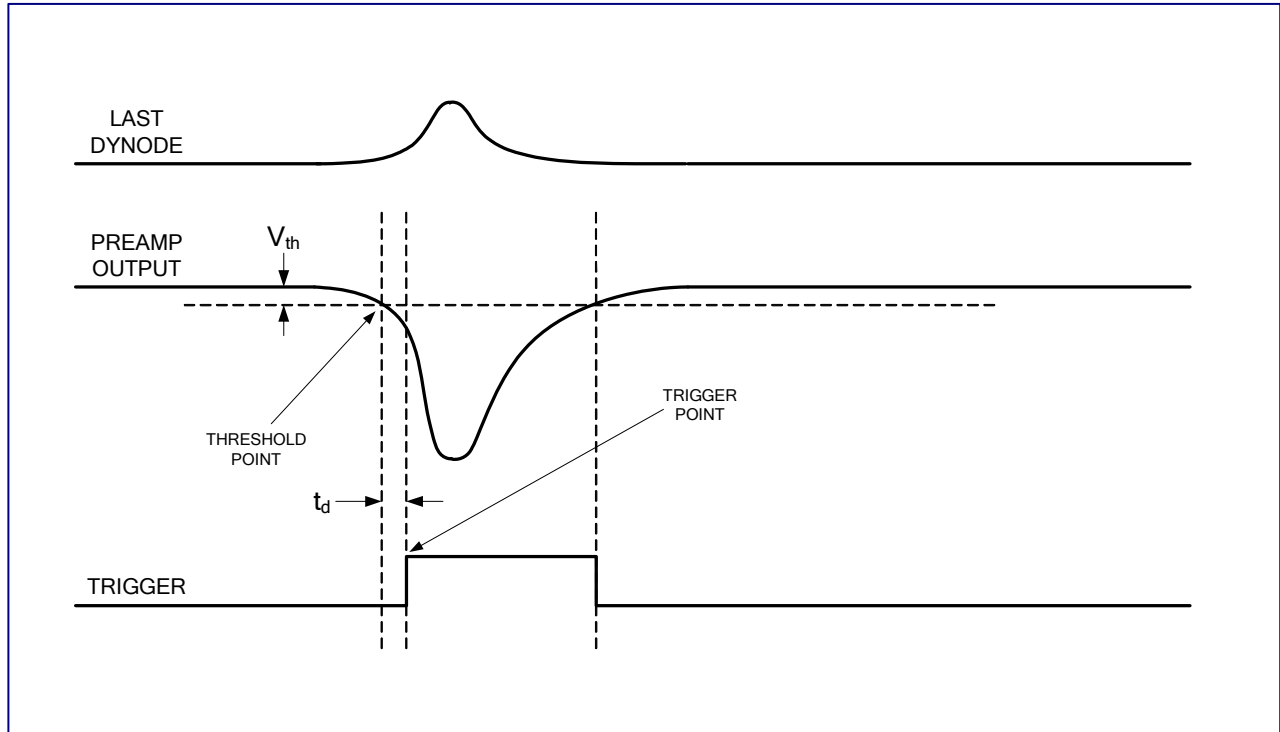 LAST
DYNODE
PREAMP
OUTPUT
Vth
THRESHOLD
POINT
TRIGGER
POINT
td
TRIGGER